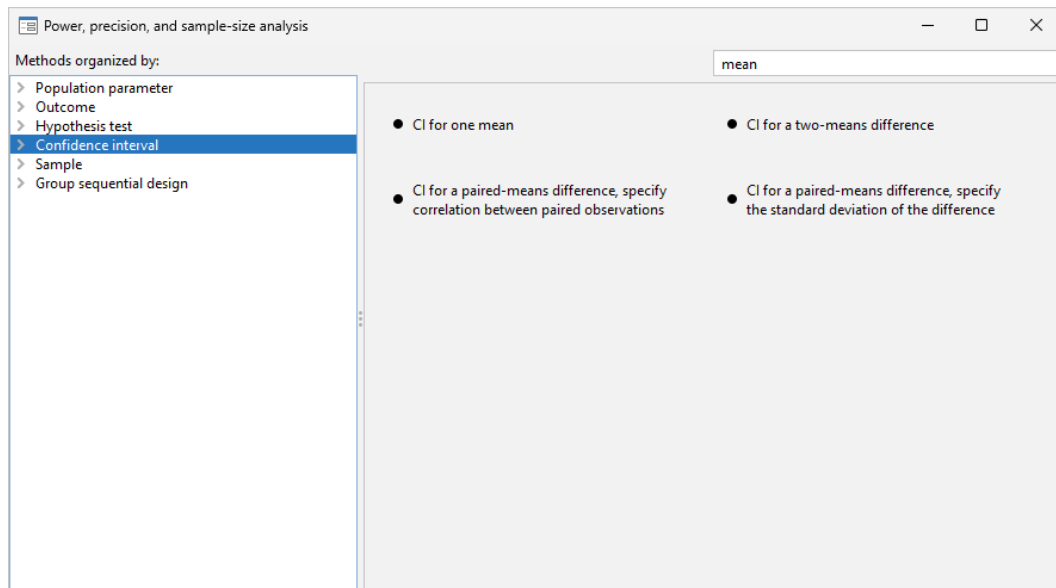 Power, precision, and sample-size analysis
Methods organized by:
mean
Population parameter
Outcome
Hypothesis test
Confidence interval
Sample
Group sequential design
CI for one mean
CI for a two-means difference
CI for a paired-means difference, specify
correlation between paired observations
CI for a paired-means difference, specify
the standard deviation of the difference